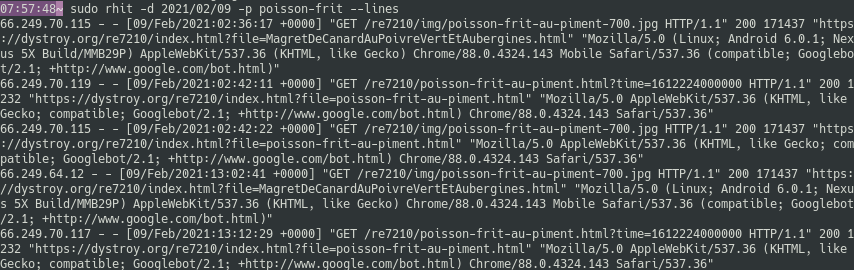 07:57:48~ sudo rhit -d 2021/02/09 -p poisson-frit --lines
66.249.70.115 - - [09/Feb/2021:02:36:17 +0000] "GET /re7210/img/poisson-frit-au-piment-700.jpg HTTP/1.1" 200 171437 "https
://dystroy.org/re7210/index.html?file=MagretDeCanardAuPoivreVertEtAubergines.html" "Mozilla/5.0 (Linux; Android 6.0.1; Nex
us 5X Build/MMB29P) AppleWebKit/537.36 (KHTML, like Gecko) Chrome/88.0.4324.143 Mobile Safari/537.36 (compatible; Googlebo
t/2.1; +http://www.google.com/bot.html)"
66.249.70.119 - - [09/Feb/2021:02:42:11 +0000] "GET /re7210/poisson-frit-au-piment.html?time=1612224000000 HTTP/1.1" 200 1
232 "https://dystroy.org/re7210/index.html?file=poisson-frit-au-piment.html" "Mozilla/5.0 AppleWebKit/537.36 (KHTML, like
Gecko; compatible; Googlebot/2.1; +http://www.google.com/bot.html) Chrome/88.0.4324.143 Safari/537.36"
66.249.70.115 - - [09/Feb/2021:02:42:22 +0000] "GET /re7210/img/poisson-frit-au-piment-700.jpg HTTP/1.1" 200 171437 "https
://dystroy.org/re7210/index.html?file=poisson-frit-au-piment.html" "Mozilla/5.0 AppleWebKit/537.36 (KHTML, like Gecko; com
patible; Googlebot/2.1; +http://www.google.com/bot.html) Chrome/88.0.4324.143 Safari/537.36"
66.249.64.12 - - [09/Feb/2021:13:02:41 +0000] "GET /re7210/img/poisson-frit-au-piment-700.jpg HTTP/1.1" 200 171437 "https:
//dystroy.org/re7210/index.html?file=MagretDeCanardAuPoivreVertEtAubergines.html" "Mozilla/5.0 (Linux; Android 6.0.1; Nexu
s 5X Build/MMB29P) AppleWebKit/537.36 (KHTML, like Gecko) Chrome/88.0.4324.143 Mobile Safari/537.36 (compatible; Googlebot
/2.1; +http://www.google.com/bot.html)"
66.249.70.117 - - [09/Feb/2021:13:12:29 +0000] "GET /re7210/poisson-frit-au-piment.html?time=1612224000000 HTTP/1.1" 200 1
232 "https://dystroy.org/re7210/index.html?file=poisson-frit-au-piment.html" "Mozilla/5.0 AppleWebKit/537.36 (KHTML, like
Gecko; compatible; Googlebot/2.1; +http://www.google.com/bot.html) Chrome/88.0.4324.143 Safari/537.36"